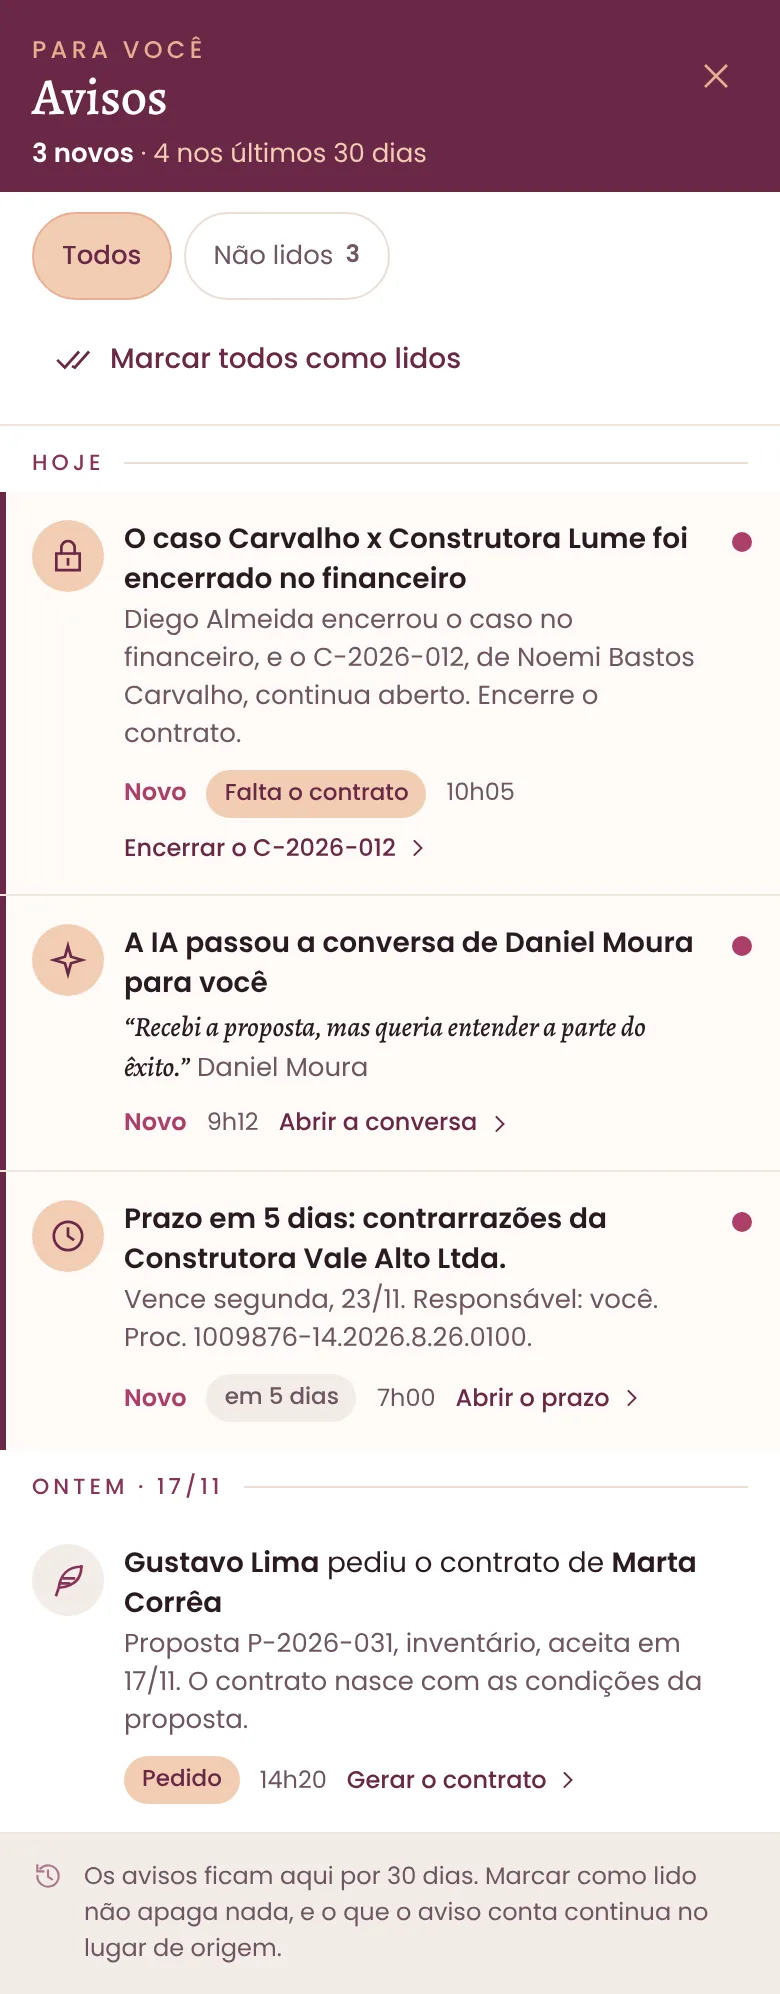 PARA VOCÊ
Avisos
3 novos · 4 nos últimos 30 dias
Todos
Não lidos 3
Marcar todos como lidos
HOJE
O caso Carvalho x Construtora Lume foi
encerrado no financeiro
Diego Almeida encerrou o caso no
financeiro, e o C-2026-012, de Noemi Bastos
Carvalho, continua aberto. Encerre o
contrato.
Novo Falta o contrato 10h05
Encerrar o C-2026-012
A IA passou a conversa de Daniel Moura
para você
“Recebi a proposta, mas queria entender a parte do
êxito.” Daniel Moura
Novo 9h12 Abrir a conversa
Prazo em 5 dias: contrarrazões da
Construtora Vale Alto Ltda.
Vence segunda, 23/11. Responsável: você.
Proc. 1009876-14.2026.8.26.0100.
Novo em 5 dias 7h00 Abrir o prazo
ONTEM · 17/11
Gustavo Lima pediu o contrato de Marta
Corrêa
Proposta P-2026-031, inventário, aceita em
17/11. O contrato nasce com as condições da
proposta.
Pedido 14h20 Gerar o contrato
Os avisos ficam aqui por 30 dias. Marcar como lido
não apaga nada, e o que o aviso conta continua no
lugar de origem.